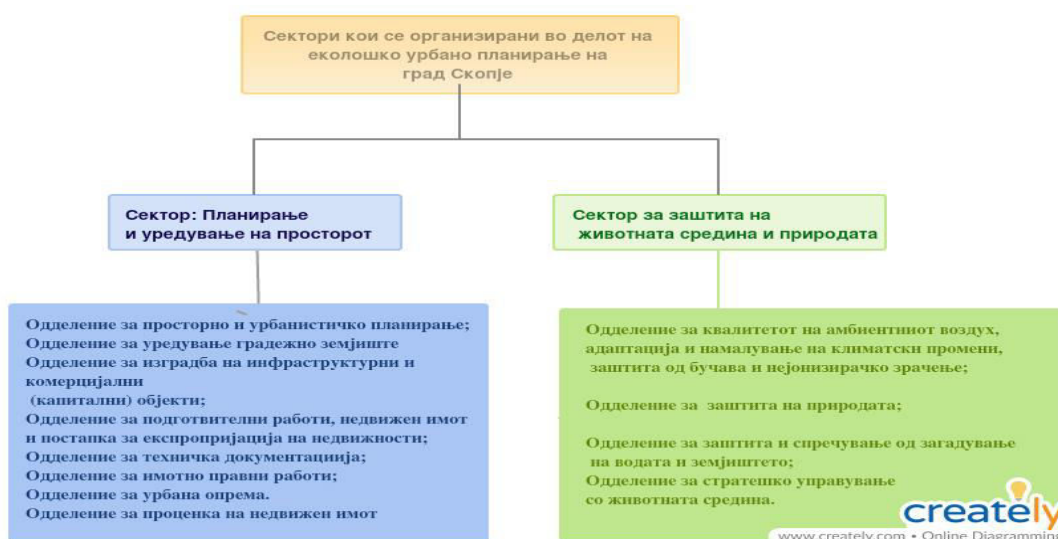 Сектори кои се организирани во делот на
еколошко урбано планирање на
град Скопје
Сектор: Планирање
и уредување на просторот
Сектор за заштита на
животната средина и природата
Одделение за просторно и урбанистичко планирање;
Одделение за уредување градежно земјиште
Одделение за изградба на инфраструктурни и
комерцијални
(капитални) објекти;
Одделение за подготвителни работи, недвижен имот
и постапка за експропријација на недвижности;
Одделение за техничка документациија;
Одделение за имотно правни работи;
Одделение за урбана опрема.
Одделение за проценка на недвижен имот
Одделение за квалитетот на амбиентниот воздух,
адаптација и намалување на климатски промени,
заштита од бучава и нејонизирачко зрачење;
Одделение за заштита на природата;
Одделение за заштита и спречување од загадување
на водата и земјиштето;
Одделение за стратешко управување
со животната средина.
creately
www.creately.com • Online Diagramming